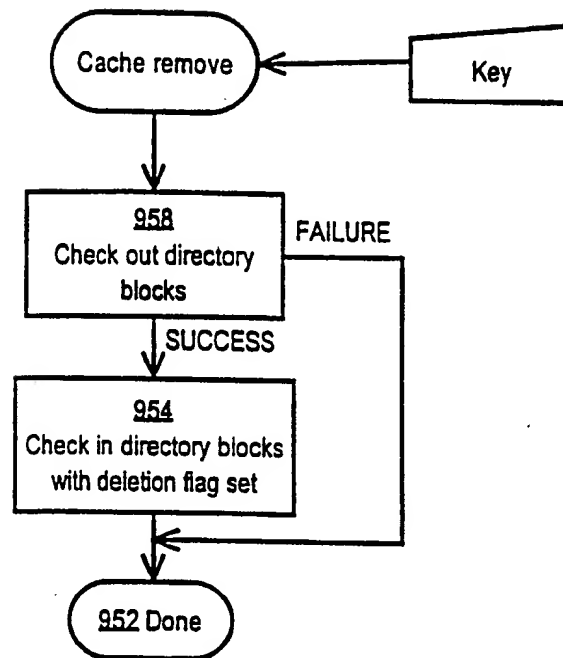 Cache remove
Key
958
Check out directory
blocks
FAILURE
SUCCESS
954
Check in directory blocks
with deletion flag set
952 Done